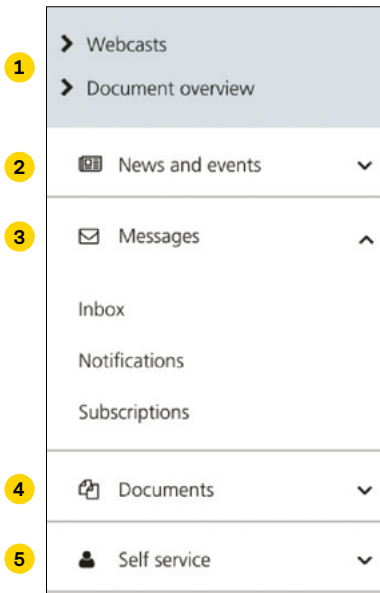 1
Webcasts
Document overview
2 News and events
3 Messages
Inbox
Notifications
Subscriptions
4 Documents
5 Self service